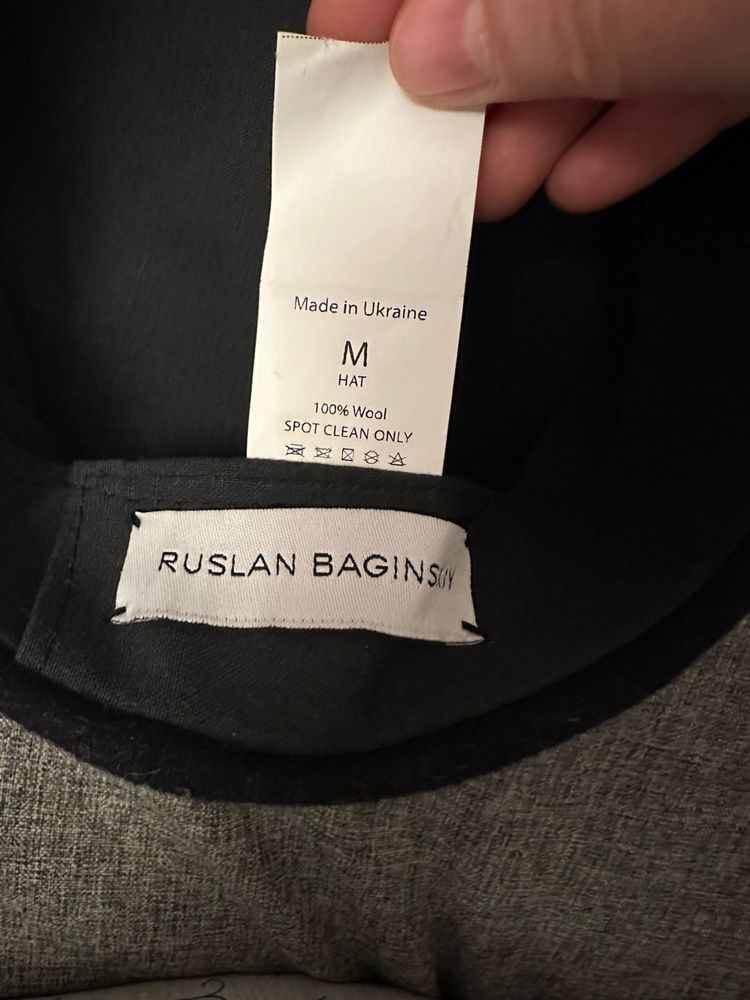 Made in Ukraine
M
HAT
100% Wool
SPOT CLEAN ONLY
RUSLAN BAGINSKIY